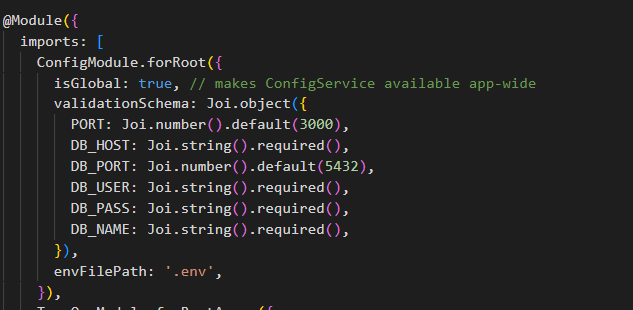 @Module({
imports: [
ConfigModule.forRoot({
isGlobal: true, // makes ConfigService available app-wide
validationSchema: Joi.object({
PORT: Joi.number().default(3000),
DB_HOST: Joi.string().required(),
DB_PORT: Joi.number().default(5432),
DB_USER: Joi.string().required(),
DB_PASS: Joi.string().required(),
DB_NAME: Joi.string().required(),
}),
envFilePath: '.env',
}),